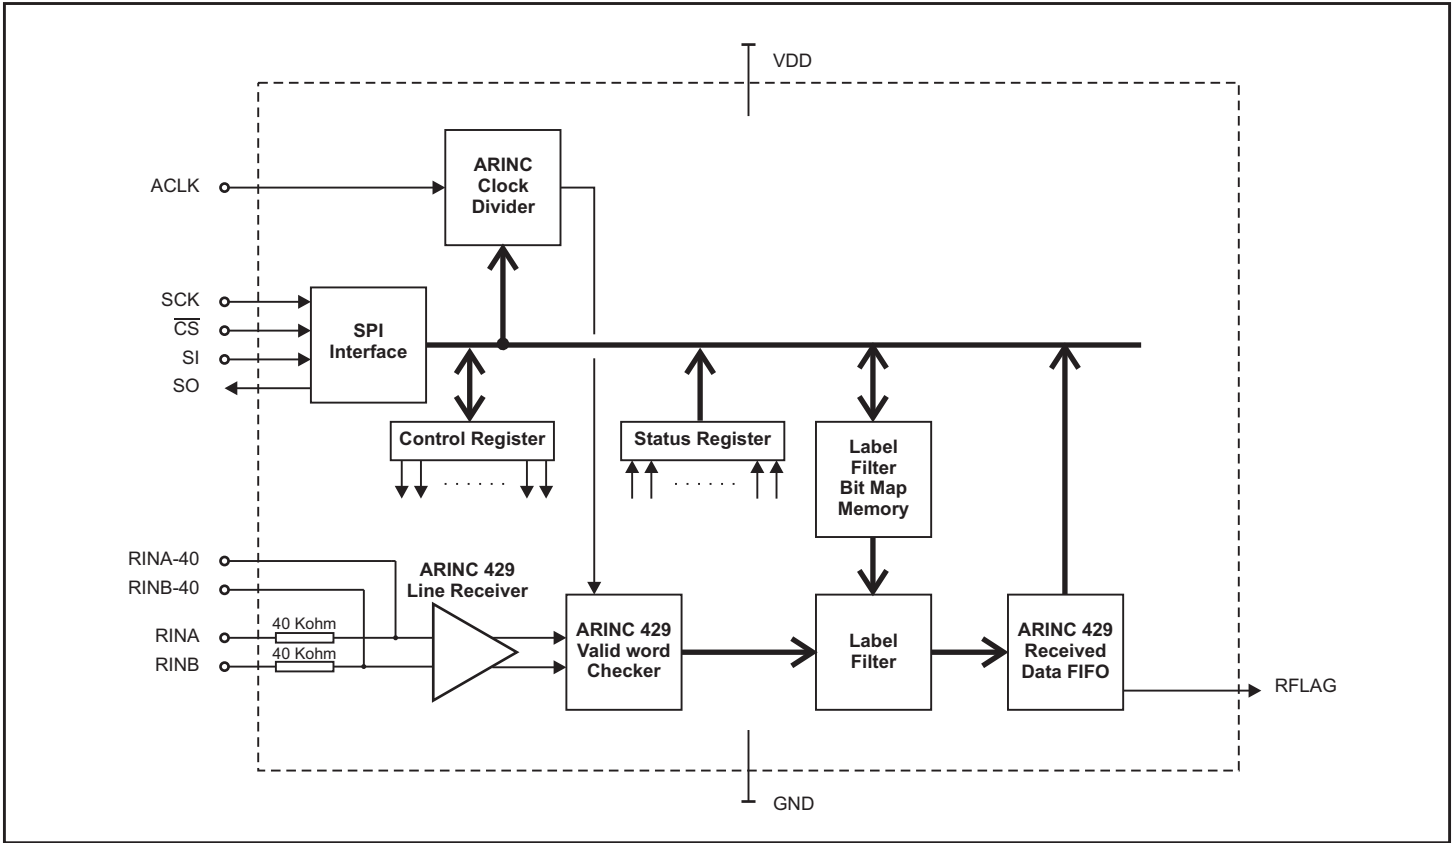 VDD
ARINC
Clock
Divider
ACLK
SCK
CS
SI
SO
SPI
Interface
Control Register
. . . . . .
Status Register
. . . . . .
Label
Filter
Bit Map
Memory
RINA-40
RINB-40
RINA
RINB
40 Kohm
40 Kohm
ARINC 429
Line Receiver
ARINC 429
Valid word
Checker
Label
Filter
ARINC 429
Received
Data FIFO
RFLAG
GND